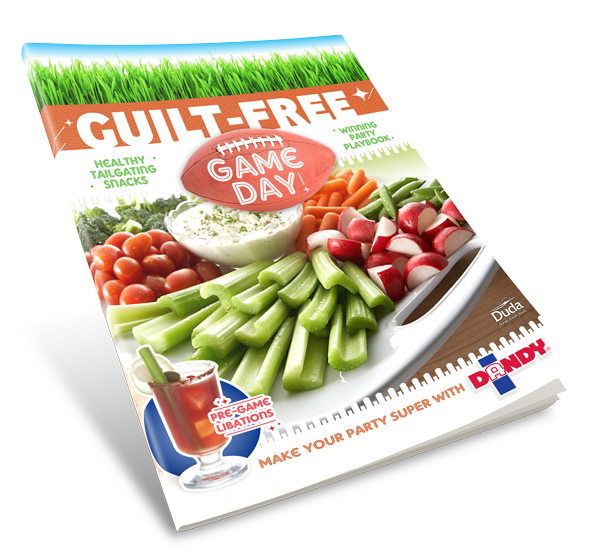 GUILT-FREE
GAME
DAY!
HEALTHY
TAILGATING
SNACKS
WINNING
PARTY
PLAYBOOK
Duda
PRE-GAME
LIBATIONS
MAKE YOUR PARTY SUPER WITH DANDY®